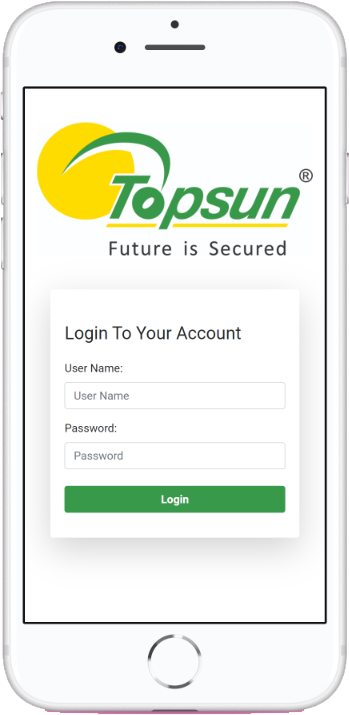 Topsun®
Future is Secured
Login To Your Account
User Name:
User Name
Password:
Password
Login